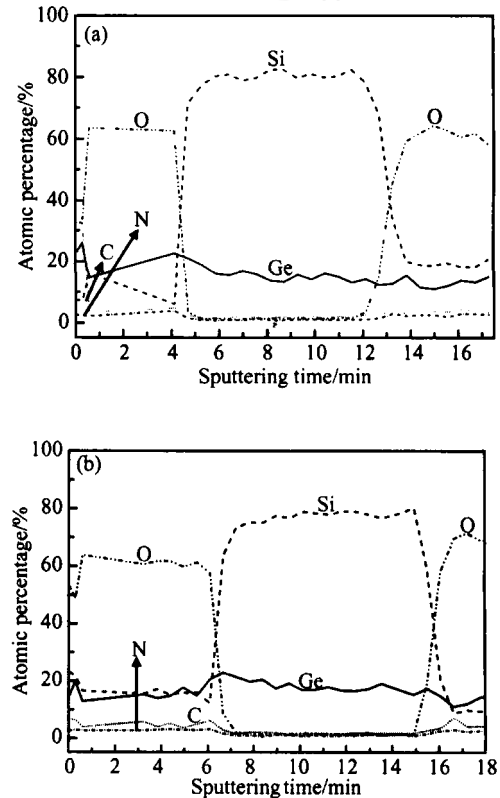 100
(a)
Si
80
O
O
60
Atomic percentage/%
40
N
C
20
Ge
0
0 2 4 6 8 10 12 14 16
Sputtering time/min
100
(b)
Si
80
O
O
60
Atomic percentage/%
40
N
20
Ge
C
0
0 2 4 6 8 10 12 14 16 18
Sputtering time/min